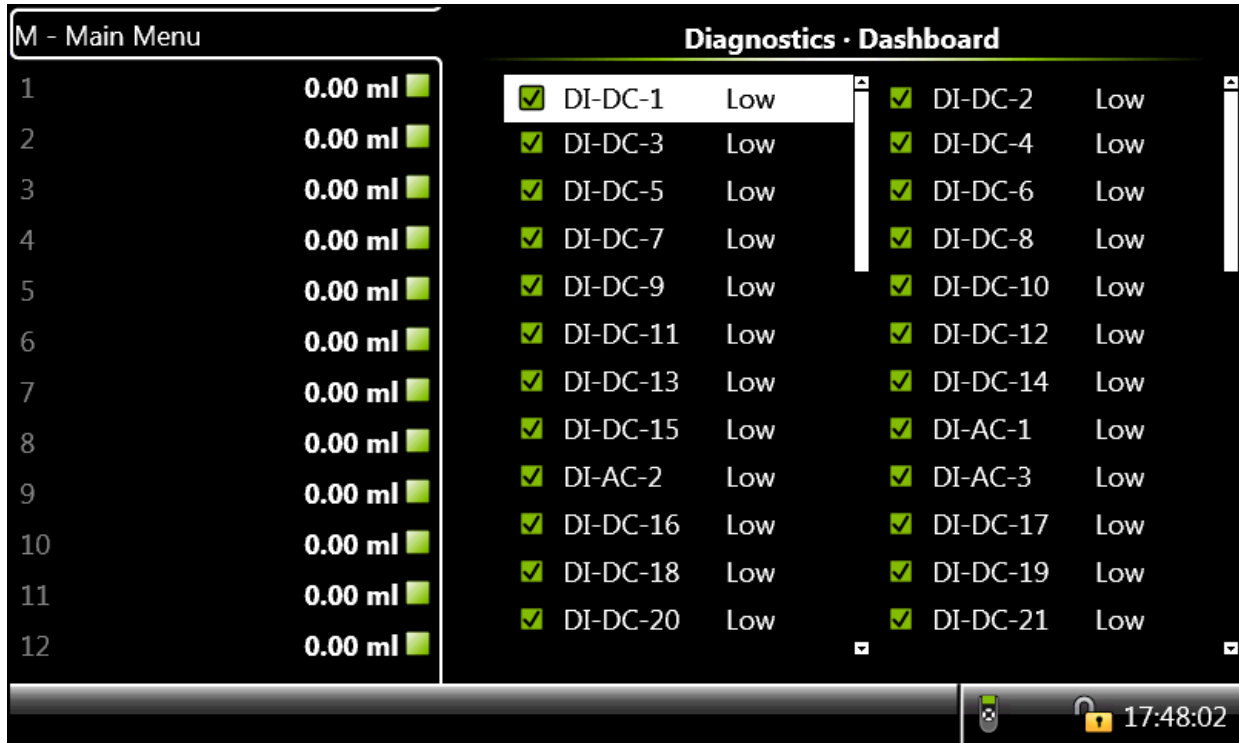 M - Main Menu
1 0.00 ml
2 0.00 ml
3 0.00 ml
4 0.00 ml
5 0.00 ml
6 0.00 ml
7 0.00 ml
8 0.00 ml
9 0.00 ml
10 0.00 ml
11 0.00 ml
12 0.00 ml
Diagnostics · Dashboard
DI-DC-1 Low DI-DC-2 Low
DI-DC-3 Low DI-DC-4 Low
DI-DC-5 Low DI-DC-6 Low
DI-DC-7 Low DI-DC-8 Low
DI-DC-9 Low DI-DC-10 Low
DI-DC-11 Low DI-DC-12 Low
DI-DC-13 Low DI-DC-14 Low
DI-DC-15 Low DI-AC-1 Low
DI-AC-2 Low DI-AC-3 Low
DI-DC-16 Low DI-DC-17 Low
DI-DC-18 Low DI-DC-19 Low
DI-DC-20 Low DI-DC-21 Low
17:48:02